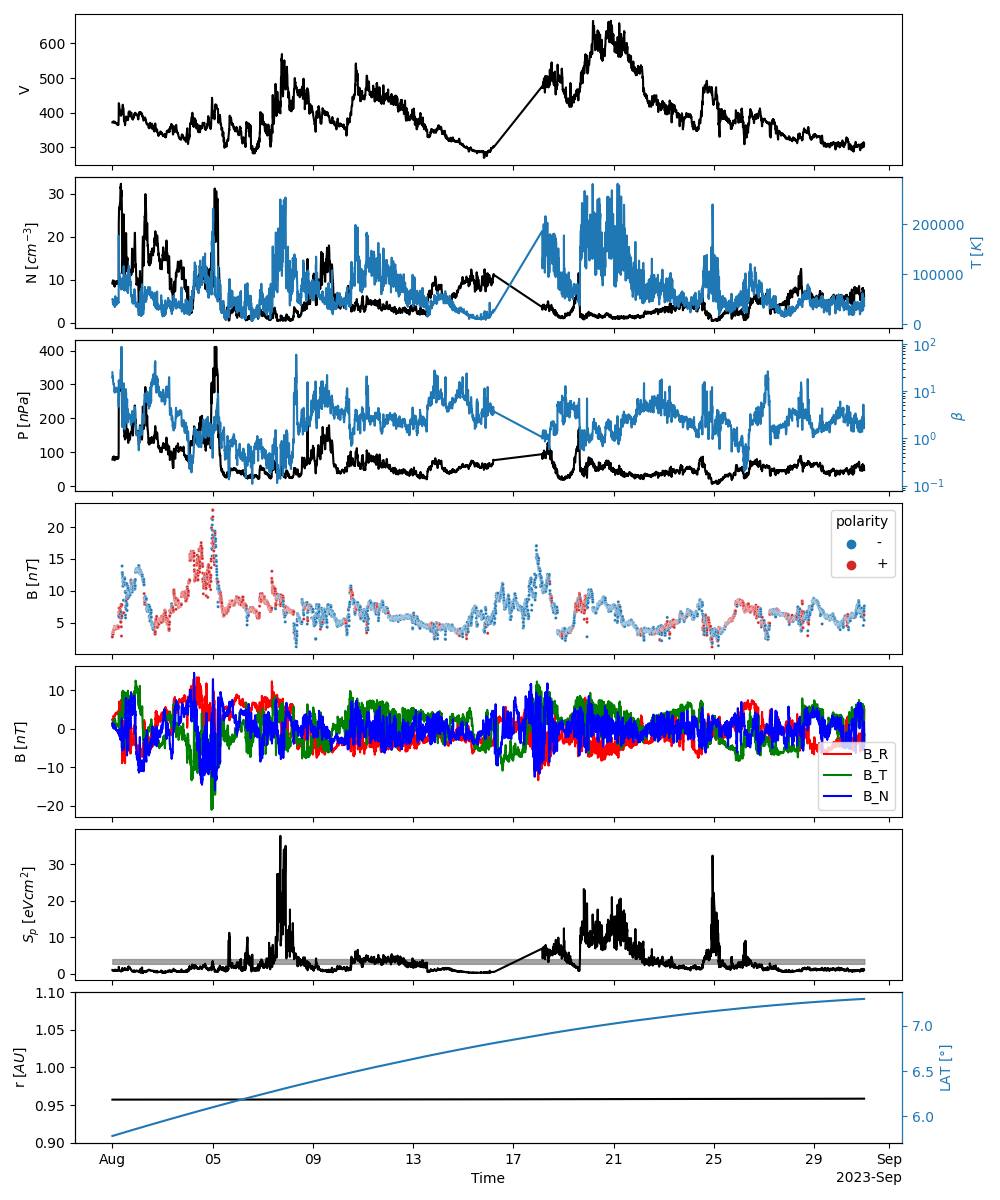 600
500
400
300
V
30
20
10
0
N [cm⁻³]
200000
100000
0
T [K]
400
300
200
100
0
P [nPa]
10²
10¹
10⁰
10⁻¹
β
20
15
10
5
B [nT]
polarity
-
+
10
0
−10
−20
B [nT]
B_R
B_T
B_N
30
20
10
0
Sₚ [eVcm²]
1.10
1.05
1.00
0.95
0.90
r [AU]
7.0
6.5
6.0
LAT [°]
Aug 05 09 13 17 21 25 29 Sep
Time
2023-Sep